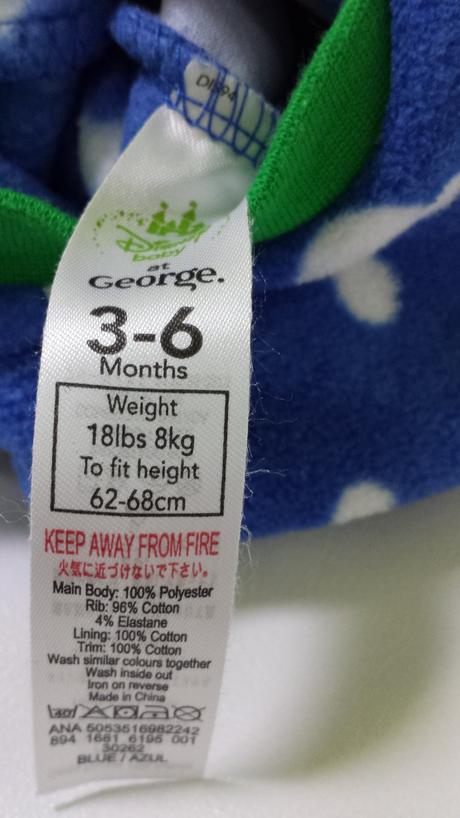 Disney
baby
at
George.
3-6
Months
Weight
18lbs 8kg
To fit height
62-68cm
KEEP AWAY FROM FIRE
火気に近づけないで下さい。
Main Body: 100% Polyester
Rib: 96% Cotton
4% Elastane
Lining: 100% Cotton
Trim: 100% Cotton
Wash similar colours together
Wash inside out
Iron on reverse
Made in China
40
ANA 5053516982242
894 1681 6195 001
30262
BLUE / AZUL